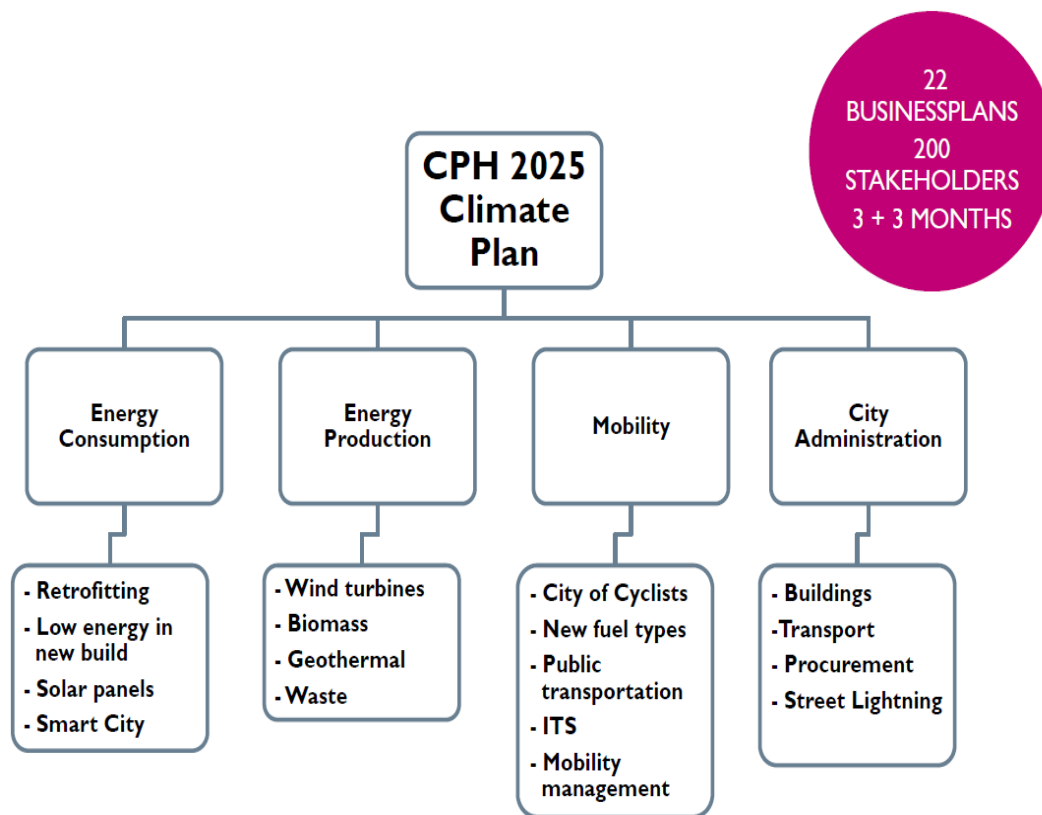 22
BUSINESSPLANS
200
STAKEHOLDERS
3 + 3 MONTHS
CPH 2025
Climate
Plan
Energy
Consumption
Energy
Production
Mobility
City
Administration
- Retrofitting
- Low energy in
new build
- Solar panels
- Smart City
- Wind turbines
- Biomass
- Geothermal
- Waste
- City of Cyclists
- New fuel types
- Public
transportation
- ITS
- Mobility
management
- Buildings
-Transport
- Procurement
- Street Lightning